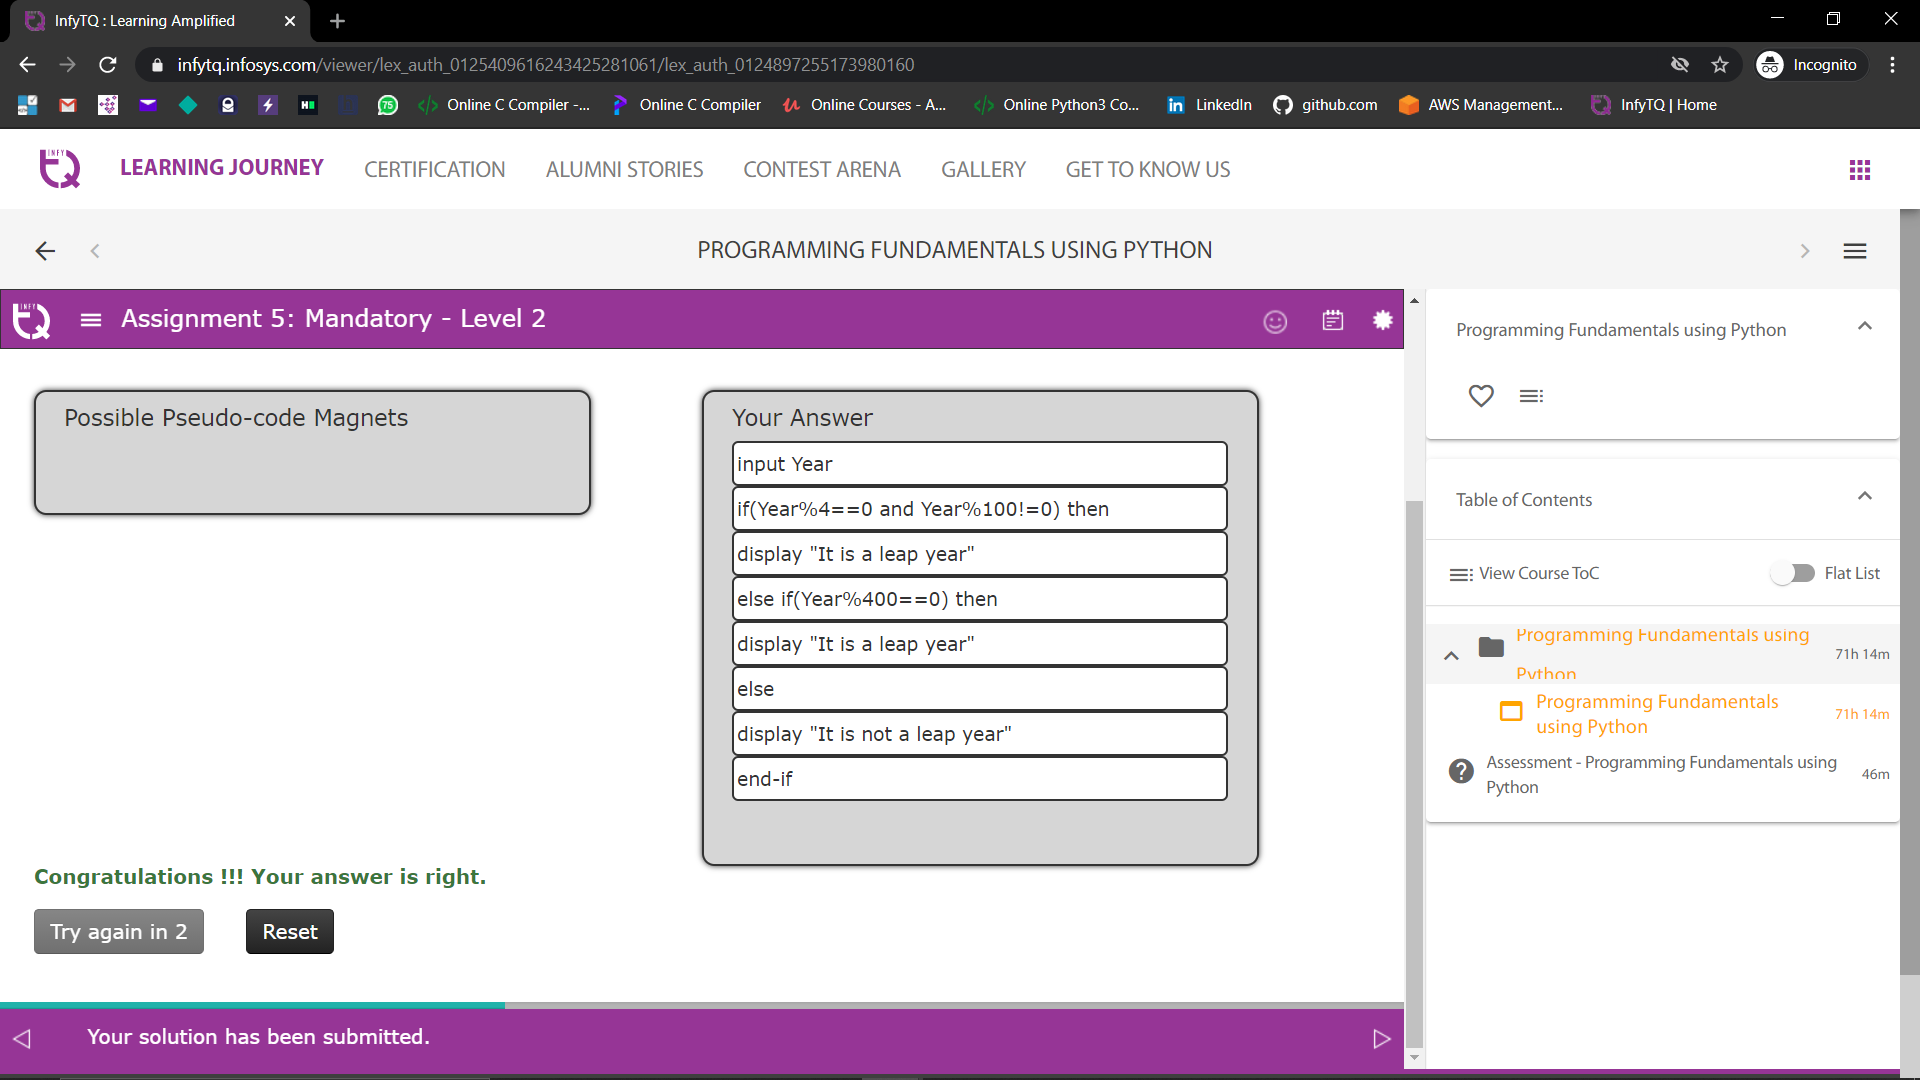 InfyTQ : Learning Amplified
infytq.infosys.com/viewer/lex_auth_0125409616243425281061/lex_auth_0124897255173980160
Incognito
75
Online C Compiler -...
Online C Compiler
Online Courses - A...
Online Python3 Co...
LinkedIn
github.com
AWS Management...
InfyTQ | Home
INFY TQ
LEARNING JOURNEY
CERTIFICATION
ALUMNI STORIES
CONTEST ARENA
GALLERY
GET TO KNOW US
PROGRAMMING FUNDAMENTALS USING PYTHON
INFY TQ
Assignment 5: Mandatory - Level 2
Possible Pseudo-code Magnets
Your Answer
input Year
if(Year%4==0 and Year%100!=0) then
display "It is a leap year"
else if(Year%400==0) then
display "It is a leap year"
else
display "It is not a leap year"
end-if
Congratulations !!! Your answer is right.
Try again in 2
Reset
Your solution has been submitted.
Programming Fundamentals using Python
Table of Contents
View Course ToC
Flat List
Programming Fundamentals using
Python
71h 14m
Programming Fundamentals
using Python
71h 14m
Assessment - Programming Fundamentals using
Python
46m